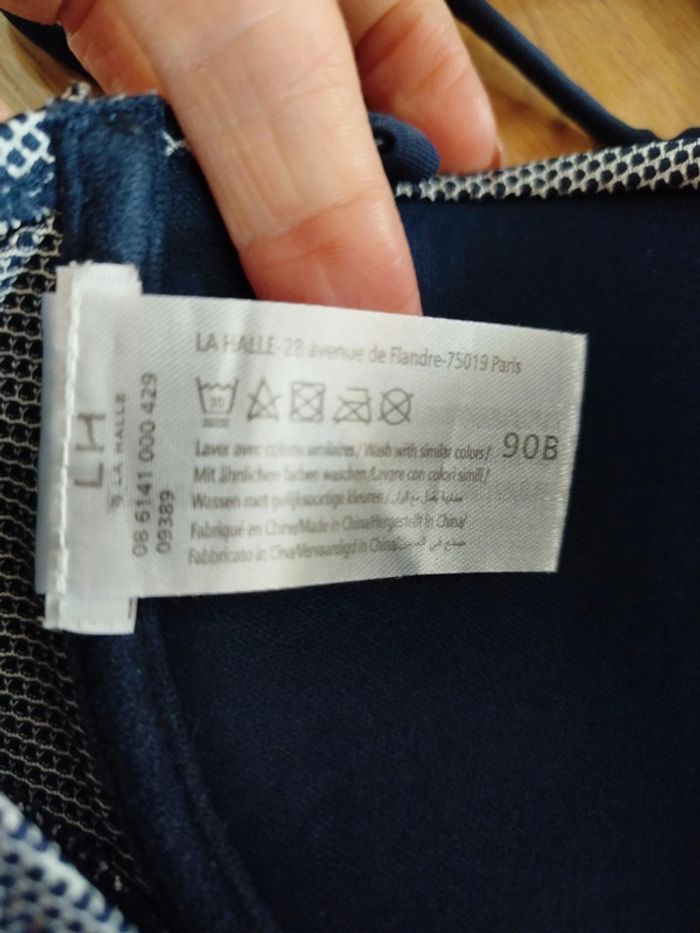 LA HALLE-28 avenue de Flandre-75019 Paris
30
Laver avec colons similaires / Wash with similar colors /
90B
Mit ähnlichen farben waschen/Lavare con colori simili /
Wassen met gelijksoortige kleuren /
Fabriqué en Chine/Made in China/Hergestellt In China/
Fabbricato in Cina/Vervaardigd in China/
LH
LA HALLE
08 6141 000 429
09389